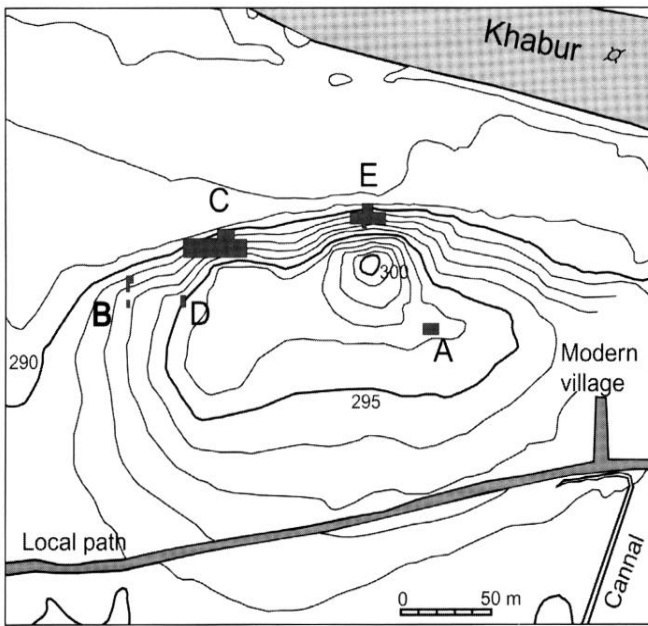 Khabur
E
C
B
D
300
A
290
Modern
village
295
Local path
0 50 m
Cannal